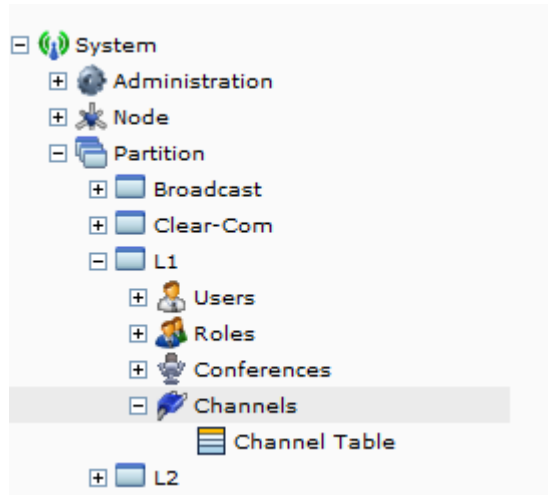 System
Administration
Node
Partition
Broadcast
Clear-Com
L1
Users
Roles
Conferences
Channels
Channel Table
L2